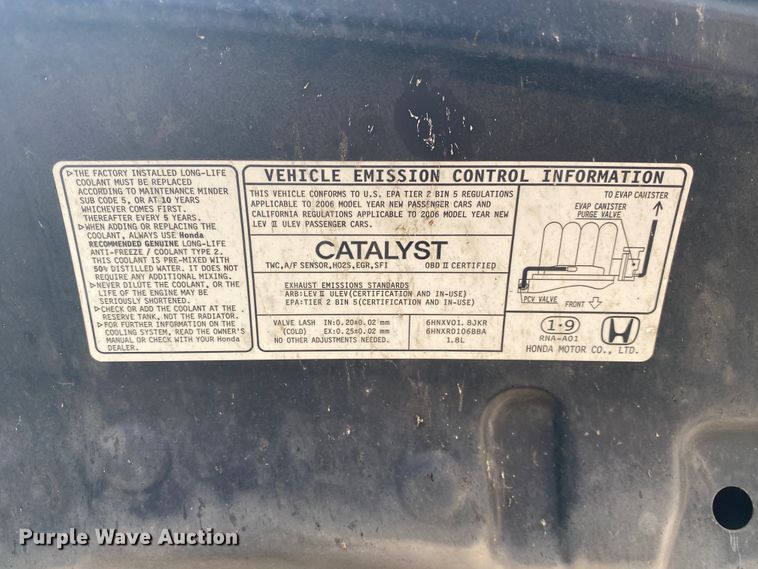 ▷THE FACTORY INSTALLED LONG-LIFE
COOLANT MUST BE REPLACED
ACCORDING TO MAINTENANCE MINDER
SUB CODE 5, OR AT 10 YEARS
WHICHEVER COMES FIRST.
THEREAFTER EVERY 5 YEARS.
▷WHEN ADDING OR REPLACING THE
COOLANT, ALWAYS USE Honda
RECOMMENDED GENUINE LONG-LIFE
ANTI-FREEZE / COOLANT TYPE 2.
THIS COOLANT IS PRE-MIXED WITH
50% DISTILLED WATER. IT DOES NOT
REQUIRE ANY ADDITIONAL MIXING.
▷NEVER DILUTE THE COOLANT, OR THE
LIFE OF THE ENGINE MAY BE
SERIOUSLY SHORTENED.
▷CHECK OR ADD THE COOLANT AT THE
RESERVE TANK, NOT THE RADIATOR.
▷FOR FURTHER INFORMATION ON THE
COOLING SYSTEM, READ THE OWNER'S
MANUAL OR CHECK WITH YOUR Honda
DEALER.
VEHICLE EMISSION CONTROL INFORMATION
THIS VEHICLE CONFORMS TO U.S. EPA TIER 2 BIN 5 REGULATIONS
APPLICABLE TO 2006 MODEL YEAR NEW PASSENGER CARS AND
CALIFORNIA REGULATIONS APPLICABLE TO 2006 MODEL YEAR NEW
LEV II ULEV PASSENGER CARS.
CATALYST
TWC,A/F SENSOR,HO2S,EGR,SFI OBD II CERTIFIED
EXHAUST EMISSIONS STANDARDS
ARB:LEV II ULEV(CERTIFICATION AND IN-USE)
EPA:TIER 2 BIN 5(CERTIFICATION AND IN-USE)
VALVE LASH IN:0.20±0.02 mm
(COLD) EX:0.25±0.02 mm
NO OTHER ADJUSTMENTS NEEDED.
6HNXV01.8JKR
6HNXR0106BBA
1.8L
TO EVAP CANISTER
EVAP CANISTER
PURGE VALVE
PCV VALVE FRONT
1·9
RNA-A01
HONDA MOTOR CO., LTD.
Purple Wave Auction